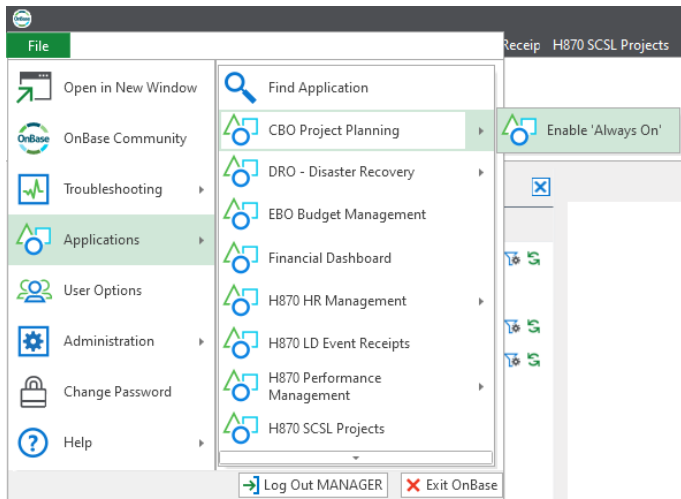 OnBase
File
Receip H870 SCSL Projects
Open in New Window
OnBase
OnBase Community
Troubleshooting
Applications
User Options
Administration
Change Password
Help
Find Application
CBO Project Planning
Enable 'Always On'
DRO - Disaster Recovery
EBO Budget Management
Financial Dashboard
H870 HR Management
H870 LD Event Receipts
H870 Performance
Management
H870 SCSL Projects
Log Out MANAGER
Exit OnBase